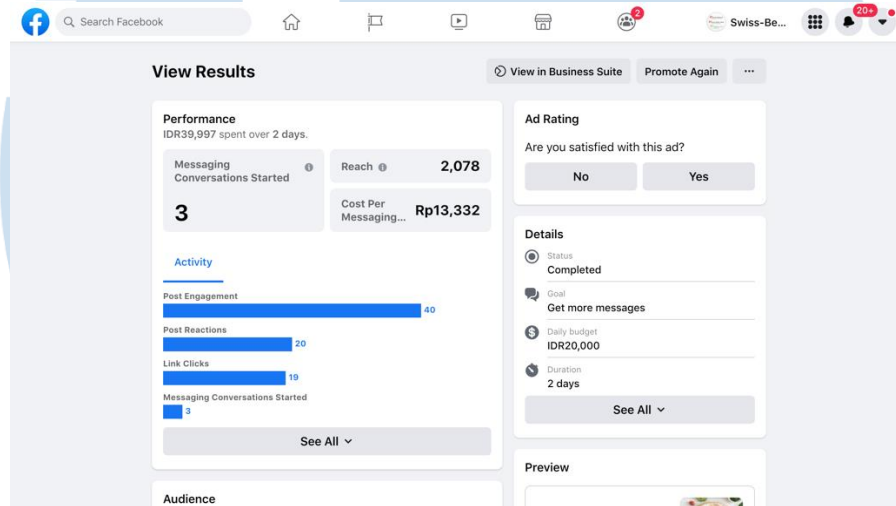 Search Facebook
2
Swiss-Be...
20+
View Results
View in Business Suite
Promote Again
...
Performance
IDR39,997 spent over 2 days.
Messaging
Conversations Started
3
Reach
2,078
Cost Per
Messaging...
Rp13,332
Activity
Post Engagement
40
Post Reactions
20
Link Clicks
19
Messaging Conversations Started
3
See All
Audience
Ad Rating
Are you satisfied with this ad?
No
Yes
Details
Status
Completed
Goal
Get more messages
Daily budget
IDR20,000
Duration
2 days
See All
Preview